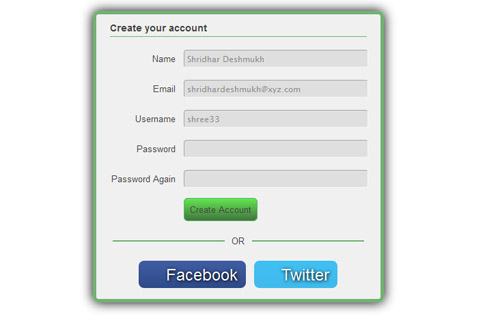 Create your account
Name Shridhar Deshmukh
Email shridhardeshmukh@xyz.com
Username shree33
Password
Password Again
Create Account
OR
Facebook Twitter